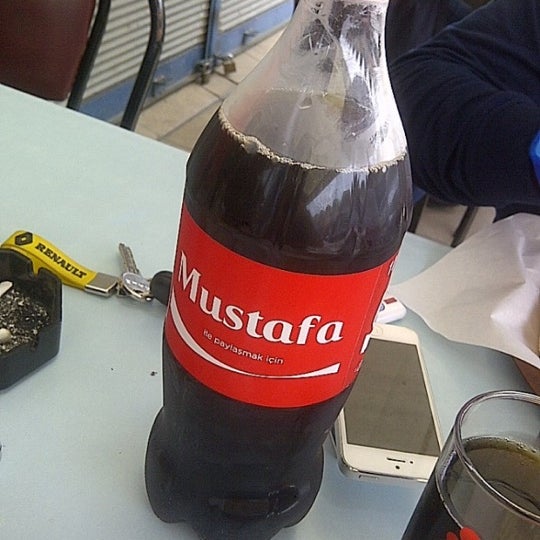 RENAULT
Mustafa
ile paylaşmak için